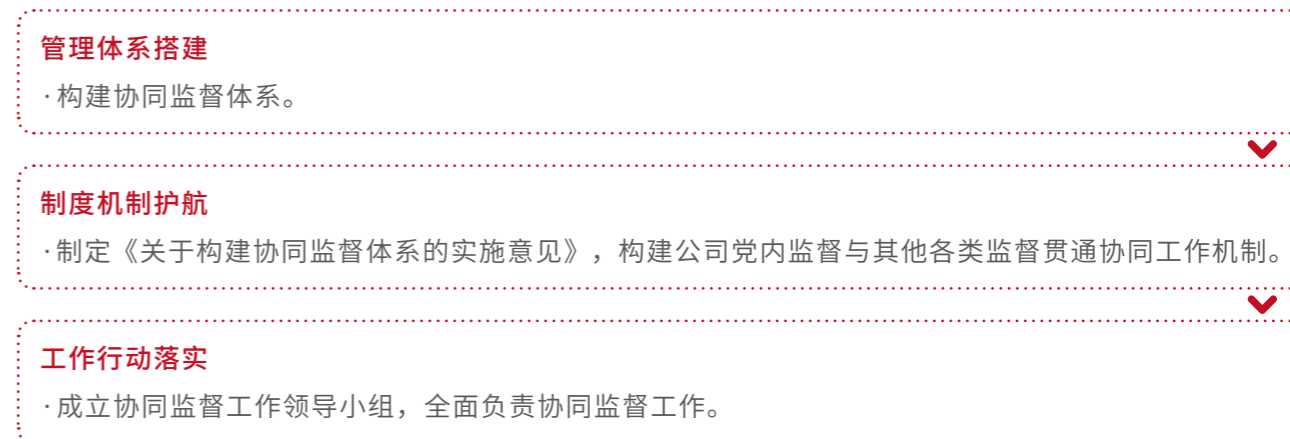 管理体系搭建
·构建协同监督体系。
制度机制护航
·制定《关于构建协同监督体系的实施意见》，构建公司党内监督与其他各类监督贯通协同工作机制。
工作行动落实
·成立协同监督工作领导小组，全面负责协同监督工作。